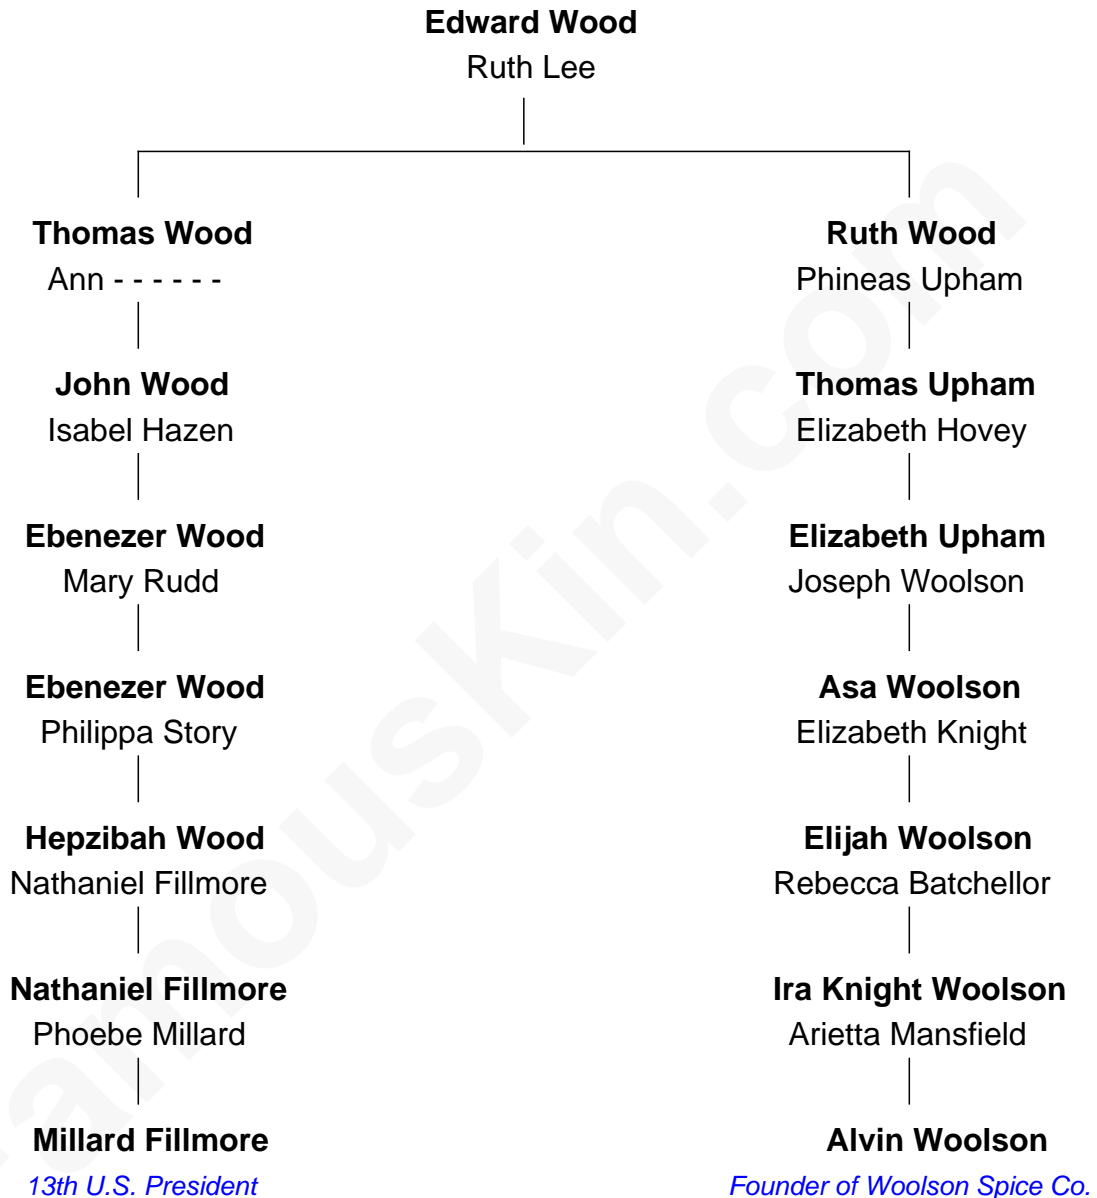 Edward Wood
Ruth Lee
Thomas Wood
Ann - - - - - -
Ruth Wood
Phineas Upham
John Wood
Isabel Hazen
Thomas Upham
Elizabeth Hovey
Ebenezer Wood
Mary Rudd
Elizabeth Upham
Joseph Woolson
Ebenezer Wood
Philippa Story
Asa Woolson
Elizabeth Knight
Hepzibah Wood
Nathaniel Fillmore
Elijah Woolson
Rebecca Batchellor
Nathaniel Fillmore
Phoebe Millard
Ira Knight Woolson
Arietta Mansfield
Millard Fillmore
13th U.S. President
Alvin Woolson
Founder of Woolson Spice Co.
FamousKin.com